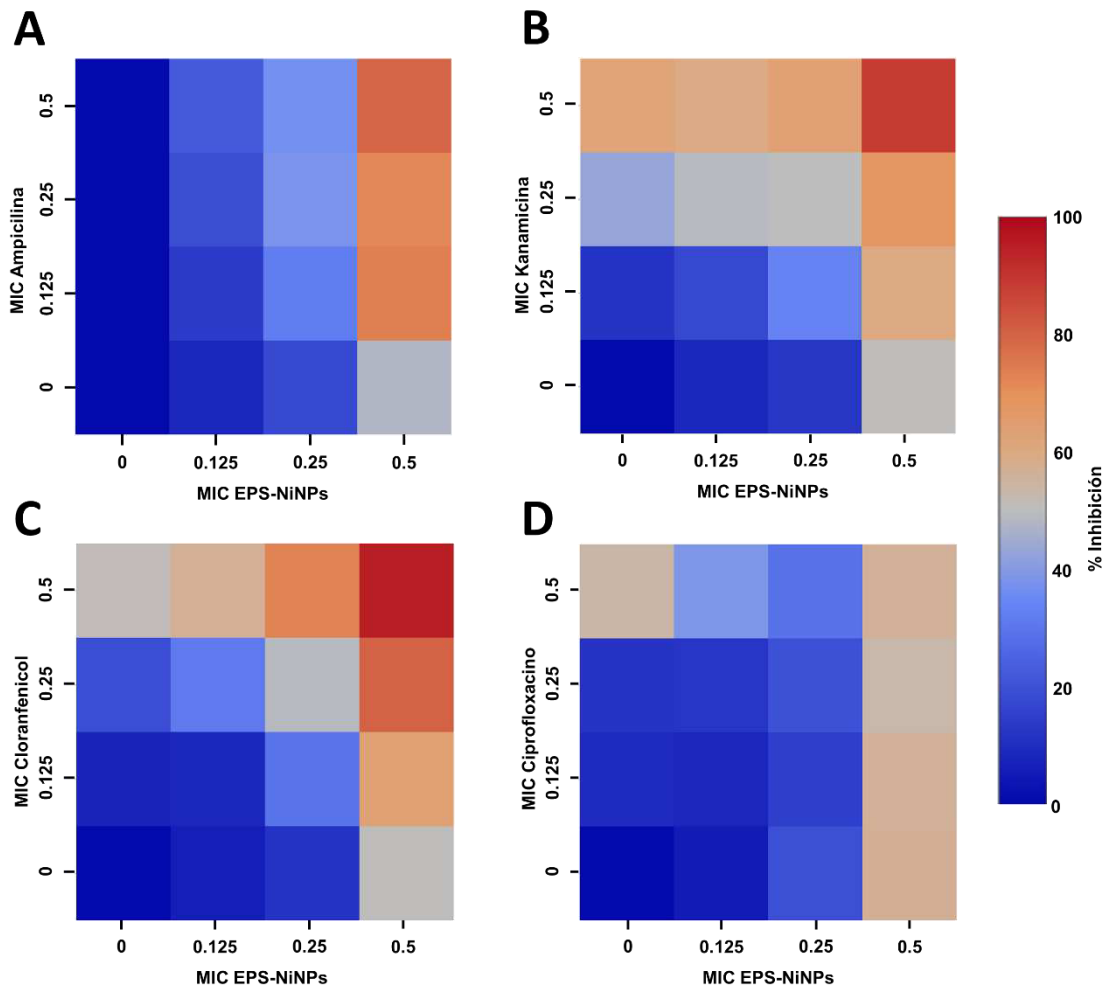 A
MIC Ampicilina
0.5
0.25
0.125
0
0 0.125 0.25 0.5
MIC EPS-NiNPs
B
MIC Kanamicina
0.5
0.25
0.125
0
0 0.125 0.25 0.5
MIC EPS-NiNPs
C
MIC Cloranfenicol
0.5
0.25
0.125
0
0 0.125 0.25 0.5
MIC EPS-NiNPs
D
MIC Ciprofloxacino
0.5
0.25
0.125
0
0 0.125 0.25 0.5
MIC EPS-NiNPs
100
80
60
40
20
0
% Inhibición